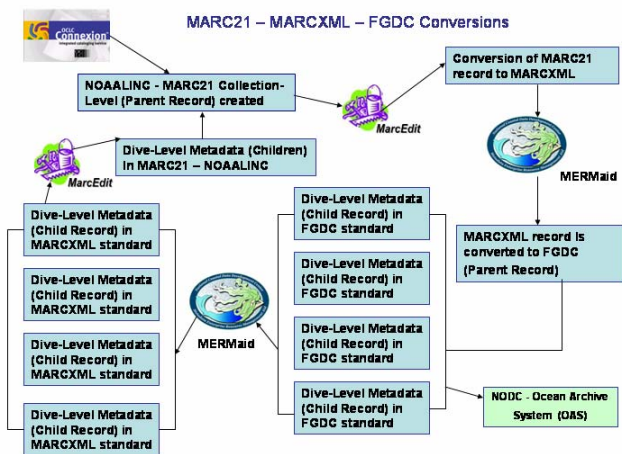 MARC21 – MARCXML – FGDC Conversions
OCLC
Connexion
integrated cataloging service
NOAALINC - MARC21 Collection-
Level (Parent Record) created
MarcEdit
Conversion of MARC21
record to MARCXML
MERMaid
MARCXML record is
converted to FGDC
(Parent Record)
Dive-Level Metadata (Children)
In MARC21 – NOAALINC
MarcEdit
Dive-Level Metadata
(Child Record) in
MARCXML standard
Dive-Level Metadata
(Child Record) in
MARCXML standard
Dive-Level Metadata
(Child Record) in
MARCXML standard
Dive-Level Metadata
(Child Record) in
MARCXML standard
MERMaid
Dive-Level Metadata
(Child Record) in
FGDC standard
Dive-Level Metadata
(Child Record) in
FGDC standard
Dive-Level Metadata
(Child Record) in
FGDC standard
Dive-Level Metadata
(Child Record) in
FGDC standard
NODC - Ocean Archive
System (OAS)